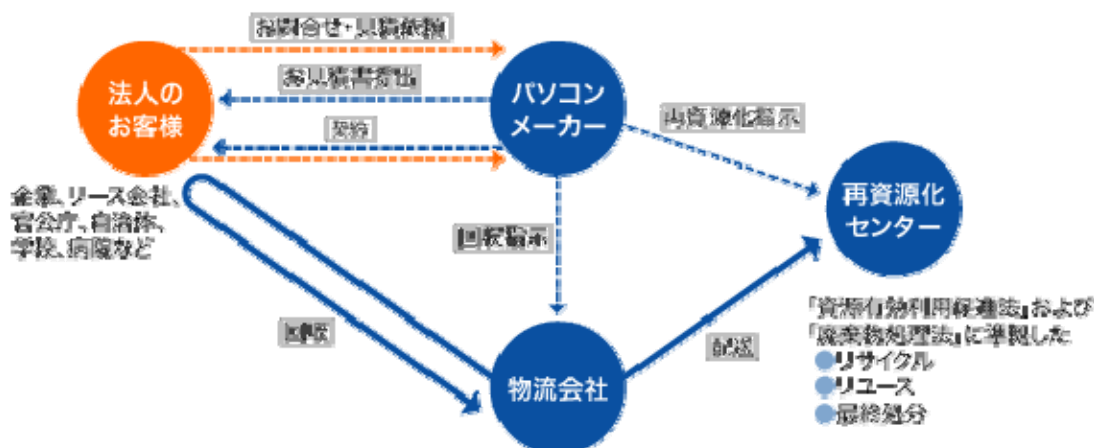 お問合せ・見積依頼
お見積書提出
契約
法人の
お客様
パソコン
メーカー
再資源化指示
企業、リース会社、
官公庁、自治体、
学校、病院など
回収指示
再資源化
センター
回収
配送
物流会社
「資源有効利用促進法」および
「廃棄物処理法」に準拠した
●リサイクル
●リユース
●最終処分